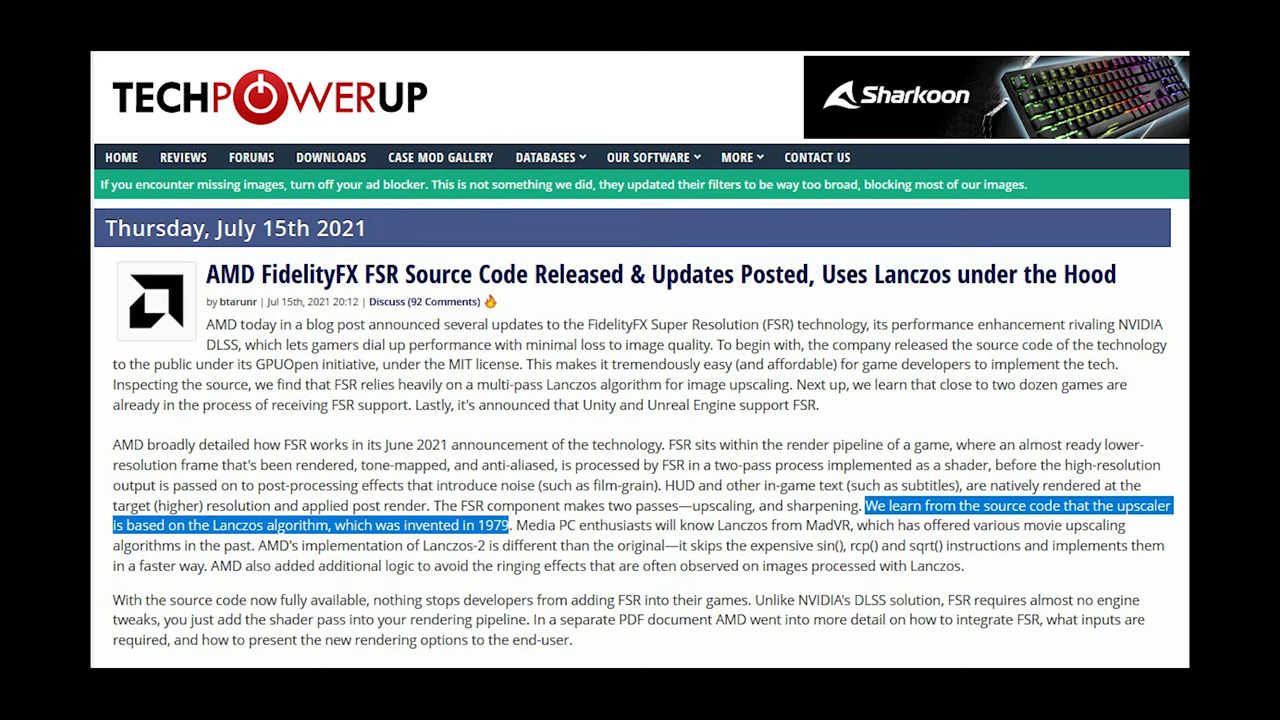 TECHPOWERUP
Sharkoon
HOME REVIEWS FORUMS DOWNLOADS CASE MOD GALLERY DATABASES OUR SOFTWARE MORE CONTACT US
If you encounter missing images, turn off your ad blocker. This is not something we did, they updated their filters to be way too broad, blocking most of our images.
Thursday, July 15th 2021
AMD FidelityFX FSR Source Code Released & Updates Posted, Uses Lanczos under the Hood
by btarunr | Jul 15th, 2021 20:12 | Discuss (92 Comments)
AMD today in a blog post announced several updates to the FidelityFX Super Resolution (FSR) technology, its performance enhancement rivaling NVIDIA
DLSS, which lets gamers dial up performance with minimal loss to image quality. To begin with, the company released the source code of the technology
to the public under its GPUOpen initiative, under the MIT license. This makes it tremendously easy (and affordable) for game developers to implement the tech.
Inspecting the source, we find that FSR relies heavily on a multi-pass Lanczos algorithm for image upscaling. Next up, we learn that close to two dozen games are
already in the process of receiving FSR support. Lastly, it's announced that Unity and Unreal Engine support FSR.
AMD broadly detailed how FSR works in its June 2021 announcement of the technology. FSR sits within the render pipeline of a game, where an almost ready lower-
resolution frame that's been rendered, tone-mapped, and anti-aliased, is processed by FSR in a two-pass process implemented as a shader, before the high-resolution
output is passed on to post-processing effects that introduce noise (such as film-grain). HUD and other in-game text (such as subtitles), are natively rendered at the
target (higher) resolution and applied post render. The FSR component makes two passes—upscaling, and sharpening. We learn from the source code that the upscaler
is based on the Lanczos algorithm, which was invented in 1979. Media PC enthusiasts will know Lanczos from MadVR, which has offered various movie upscaling
algorithms in the past. AMD's implementation of Lanczos-2 is different than the original—it skips the expensive sin(), rcp() and sqrt() instructions and implements them
in a faster way. AMD also added additional logic to avoid the ringing effects that are often observed on images processed with Lanczos.
With the source code now fully available, nothing stops developers from adding FSR into their games. Unlike NVIDIA's DLSS solution, FSR requires almost no engine
tweaks, you just add the shader pass into your rendering pipeline. In a separate PDF document AMD went into more detail on how to integrate FSR, what inputs are
required, and how to present the new rendering options to the end-user.